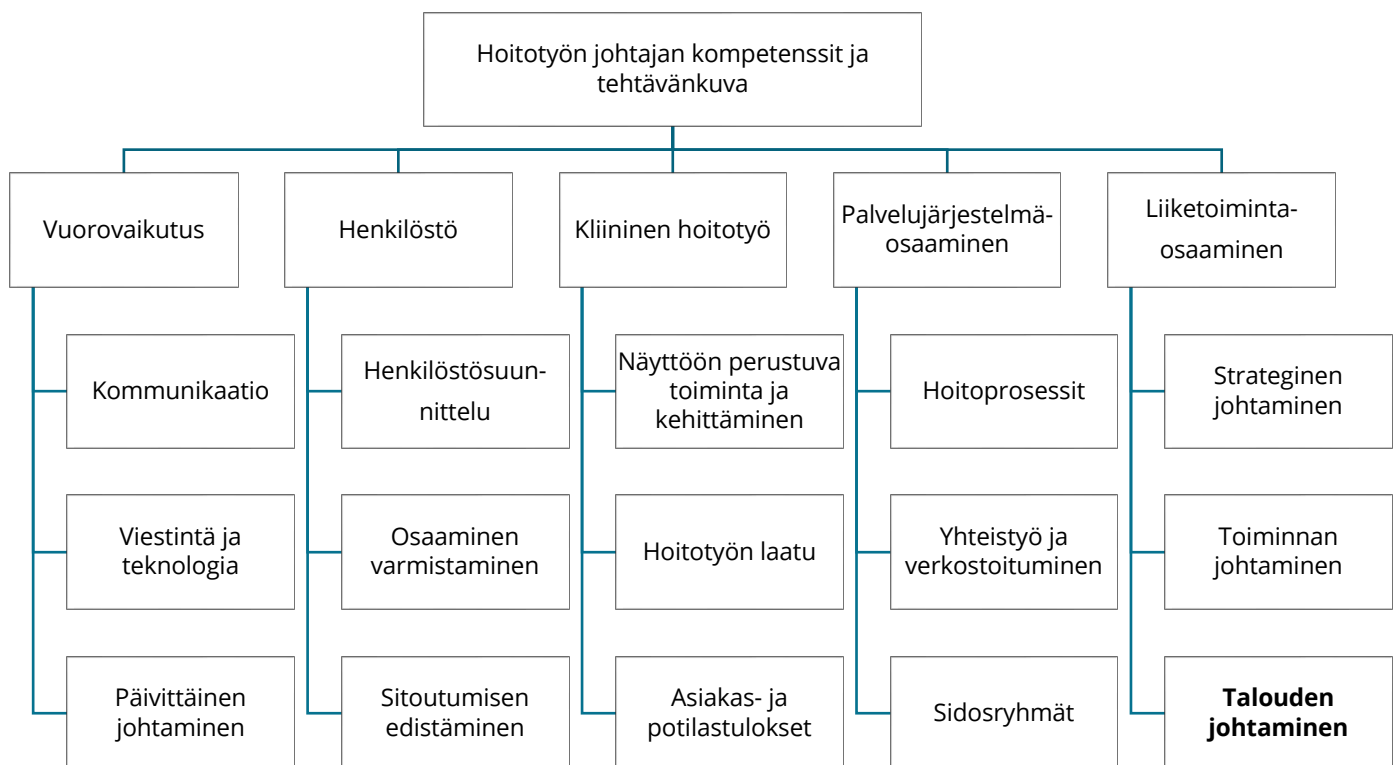 Hoitotyön johtajan kompetenssit ja
tehtävänkuva
Vuorovaikutus
Henkilöstö
Kliininen hoitotyö
Palvelujärjestelmä-
osaaminen
Liiketoiminta-
osaaminen
Kommunikaatio
Henkilöstösuun-
nittelu
Näyttöön perustuva
toiminta ja
kehittäminen
Hoitoprosessit
Strateginen
johtaminen
Viestintä ja
teknologia
Osaaminen
varmistaminen
Hoitotyön laatu
Yhteistyö ja
verkostoituminen
Toiminnan
johtaminen
Päivittäinen
johtaminen
Sitoutumisen
edistäminen
Asiakas- ja
potilastulokset
Sidosryhmät
Talouden
johtaminen